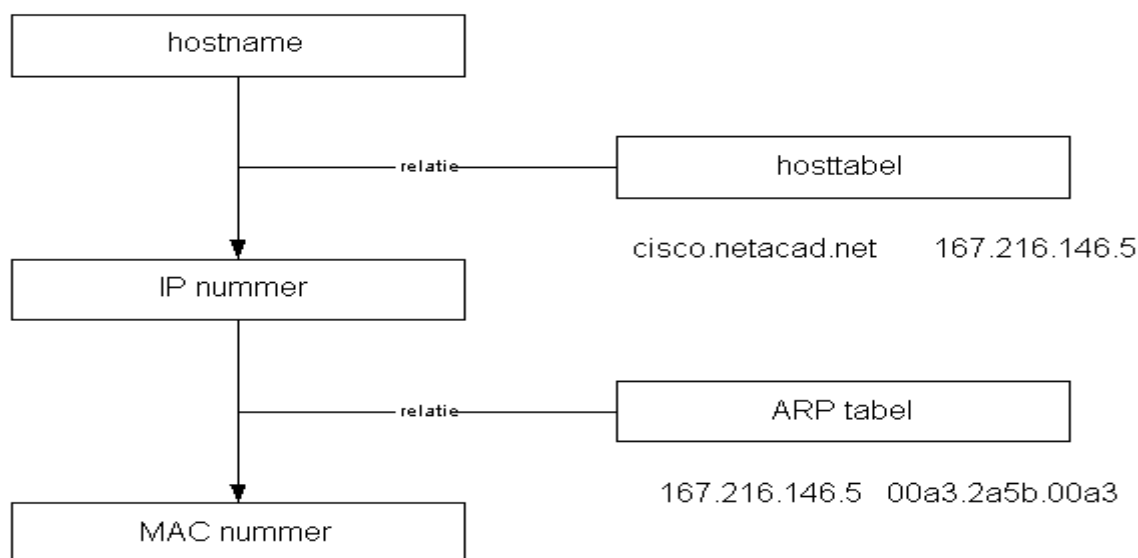 hostname
relatie
hosttabel
cisco.netacad.net 167.216.146.5
IP nummer
relatie
ARP tabel
167.216.146.5 00a3.2a5b.00a3
MAC nummer